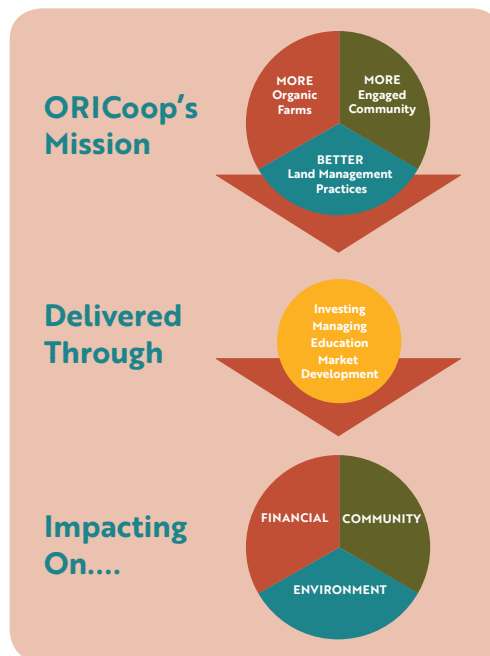 ORICoop's
Mission
MORE
Organic
Farms
MORE
Engaged
Community
BETTER
Land Management
Practices
Delivered
Through
Investing
Managing
Education
Market
Development
Impacting
On....
FINANCIAL
COMMUNITY
ENVIRONMENT